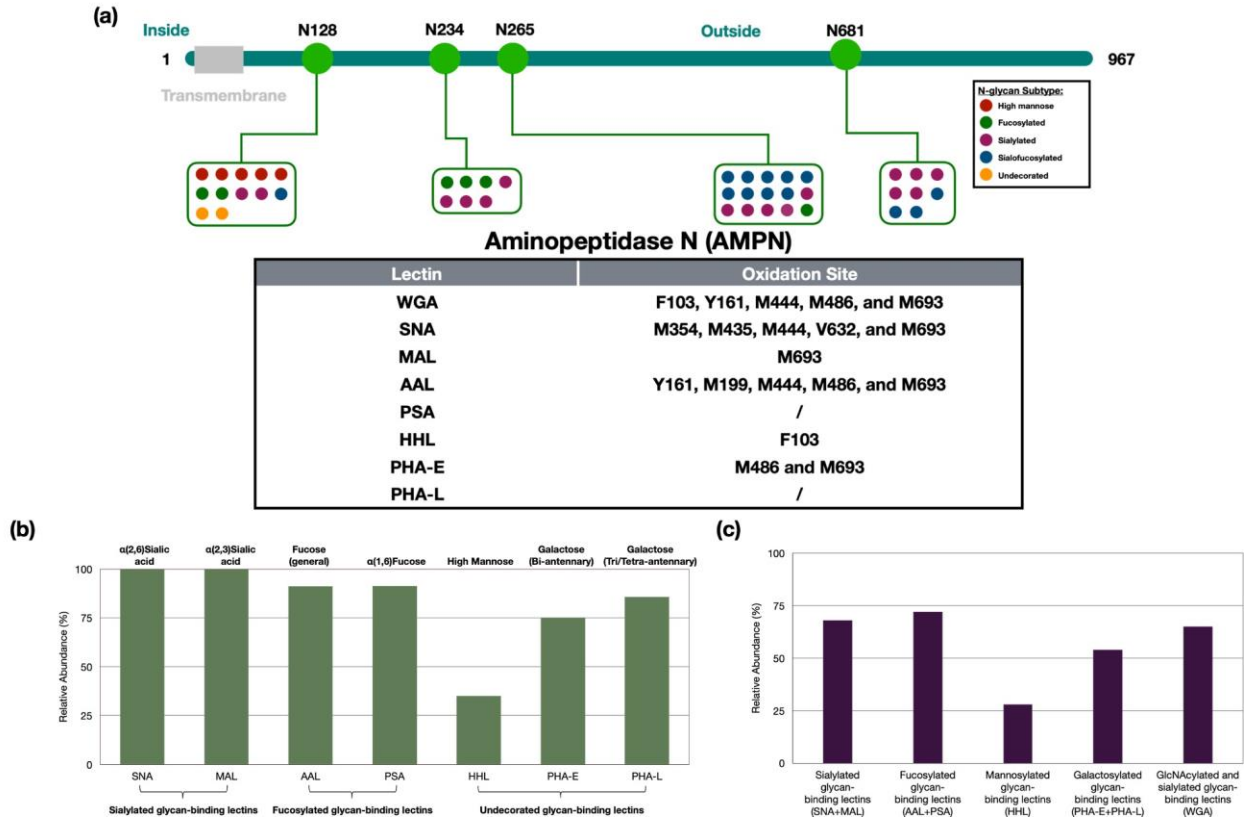 (a)
Inside
N128
N234
N265
Outside
N681
1
967
Transmembrane
N-glycan Subtype:
High mannose
Fucosylated
Sialylated
Sialofucosylated
Undecorated
Aminopeptidase N (AMPN)
Lectin Oxidation Site
WGA F103, Y161, M444, M486, and M693
SNA M354, M435, M444, V632, and M693
MAL M693
AAL Y161, M199, M444, M486, and M693
PSA /
HHL F103
PHA-E M486 and M693
PHA-L /
(b)
α(2,6)Sialic
acid
α(2,3)Sialic
acid
Fucose
(general)
α(1,6)Fucose
High Mannose
Galactose
(Bi-antennary)
Galactose
(Tri/Tetra-antennary)
Relative Abundance (%)
100
75
50
25
0
SNA MAL AAL PSA HHL PHA-E PHA-L
Sialylated glycan-binding lectins
Fucosylated glycan-binding lectins
Undecorated glycan-binding lectins
(c)
Relative Abundance (%)
100
75
50
25
0
Sialylated
glycan-
binding lectins
(SNA+MAL)
Fucosylated
glycan-
binding lectins
(AAL+PSA)
Mannosylated
glycan-
binding lectins
(HHL)
Galactosylated
glycan-
binding lectins
(PHA-E+PHA-L)
GlcNAcylated and
sialylated glycan-
binding lectins
(WGA)